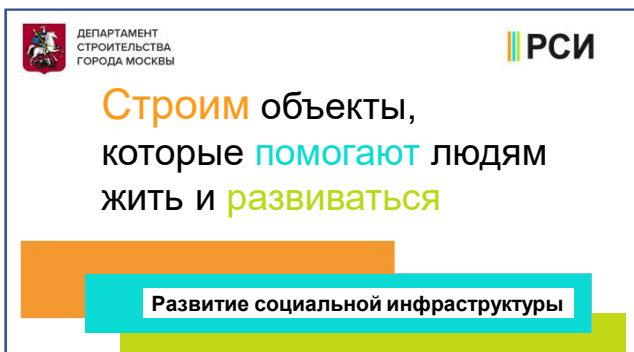 ДЕПАРТАМЕНТ
СТРОИТЕЛЬСТВА
ГОРОДА МОСКВЫ
РСИ
Строим объекты,
которые помогают людям
жить и развиваться
Развитие социальной инфраструктуры